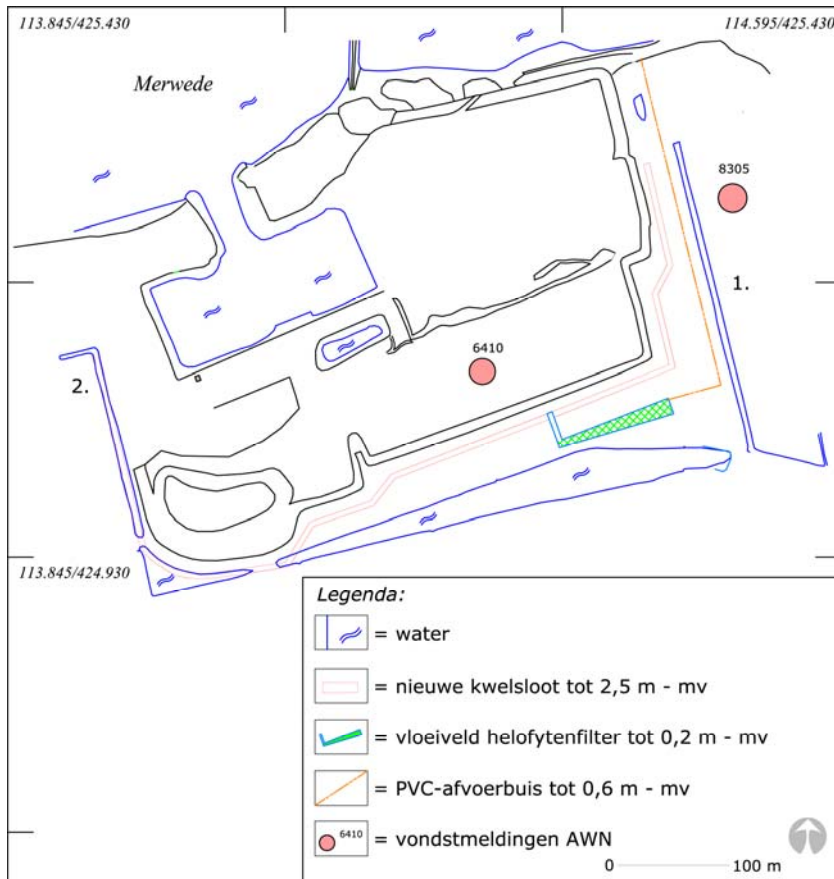 113.845/425.430
114.595/425.430
Merwede
8305
1.
6410
2.
113.845/424.930
Legenda:
= water
= nieuwe kwelsloot tot 2,5 m - mv
= vloeiveld helofytenfilter tot 0,2 m - mv
= PVC-afvoerbuis tot 0,6 m - mv
6410 = vondstmeldingen AWN
0 100 m